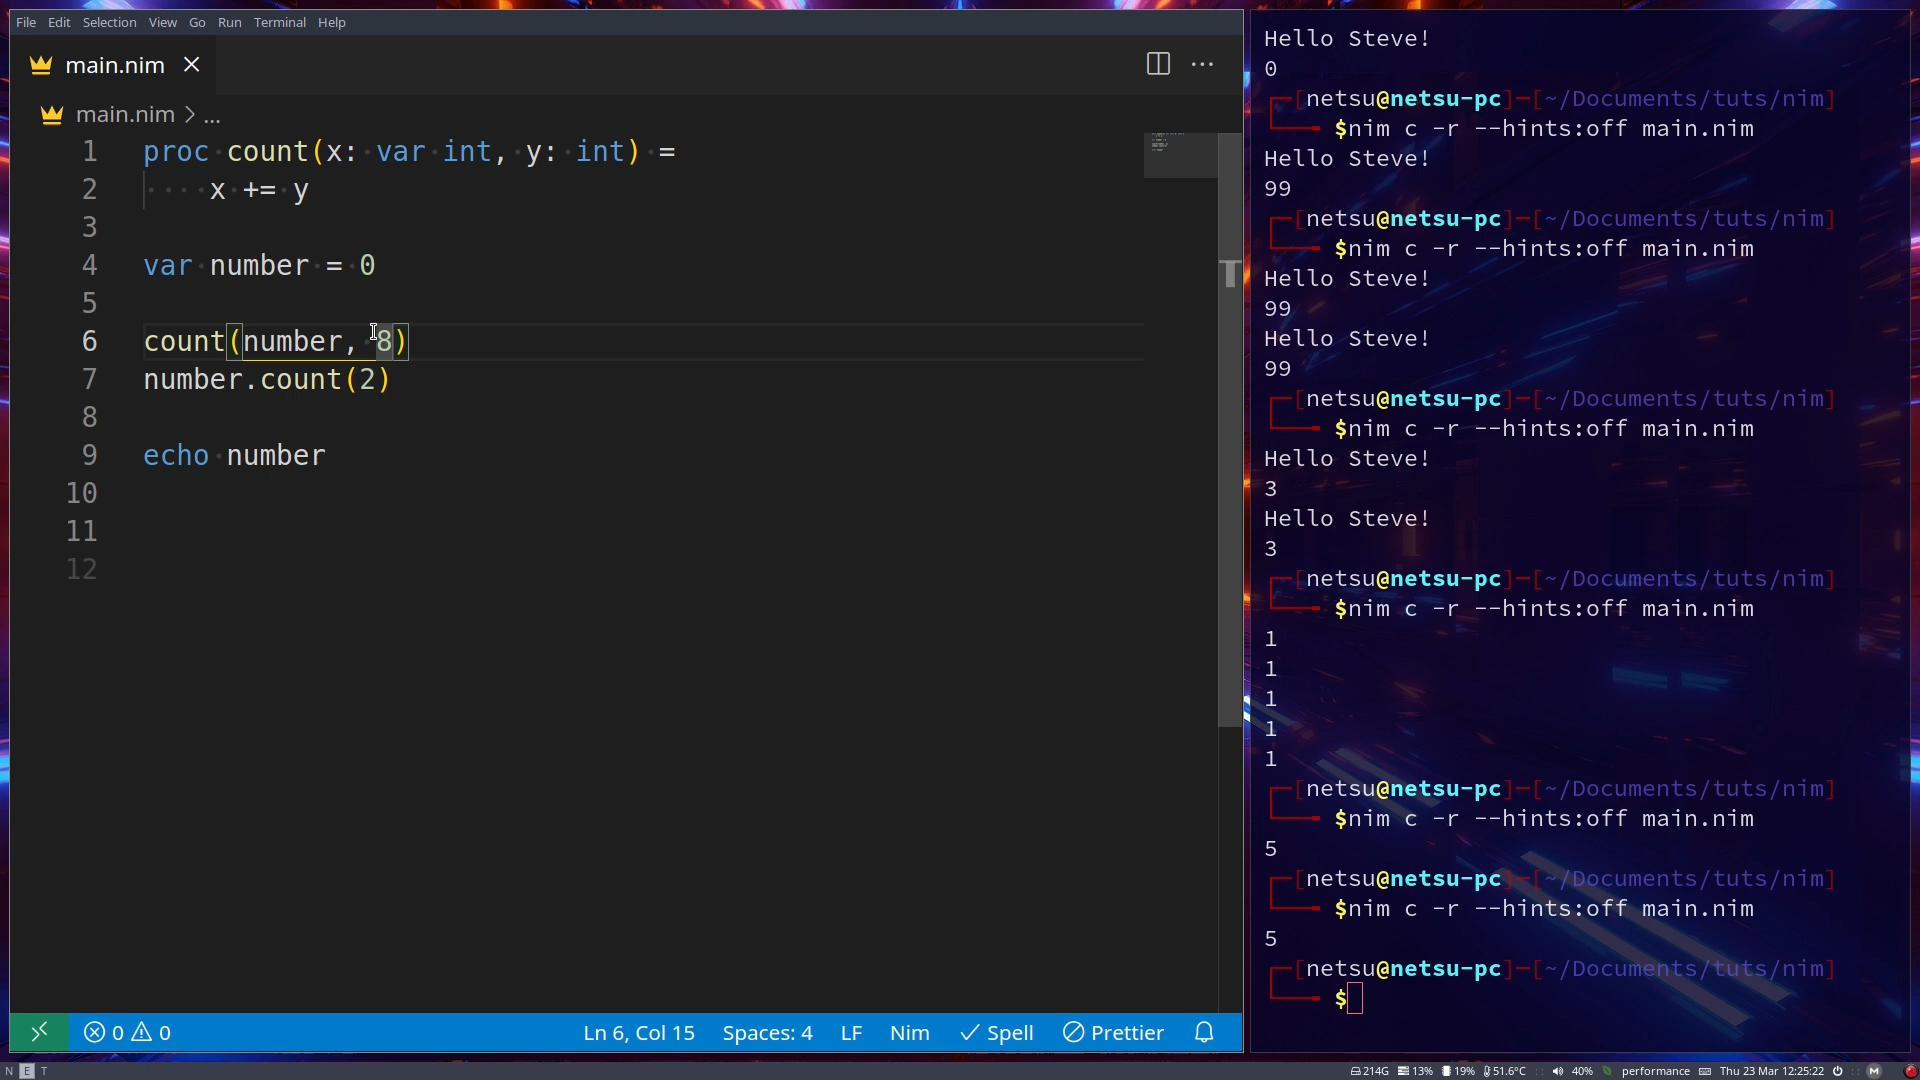 File Edit Selection View Go Run Terminal Help
main.nim
main.nim > ...
1 proc count(x: var int, y: int) =
2     x += y
3
4 var number = 0
5
6 count(number, 8)
7 number.count(2)
8
9 echo number
10
11
12
0 0 Ln 6, Col 15 Spaces: 4 LF Nim Spell Prettier
Hello Steve!
0
[netsu@netsu-pc]-[~/Documents/tuts/nim]
$nim c -r --hints:off main.nim
Hello Steve!
99
[netsu@netsu-pc]-[~/Documents/tuts/nim]
$nim c -r --hints:off main.nim
Hello Steve!
99
Hello Steve!
99
[netsu@netsu-pc]-[~/Documents/tuts/nim]
$nim c -r --hints:off main.nim
Hello Steve!
3
Hello Steve!
3
[netsu@netsu-pc]-[~/Documents/tuts/nim]
$nim c -r --hints:off main.nim
1
1
1
1
1
[netsu@netsu-pc]-[~/Documents/tuts/nim]
$nim c -r --hints:off main.nim
5
[netsu@netsu-pc]-[~/Documents/tuts/nim]
$nim c -r --hints:off main.nim
5
[netsu@netsu-pc]-[~/Documents/tuts/nim]
$
N E T 214G 13% 19% 51.6°C 40% performance Thu 23 Mar 12:25:22 M